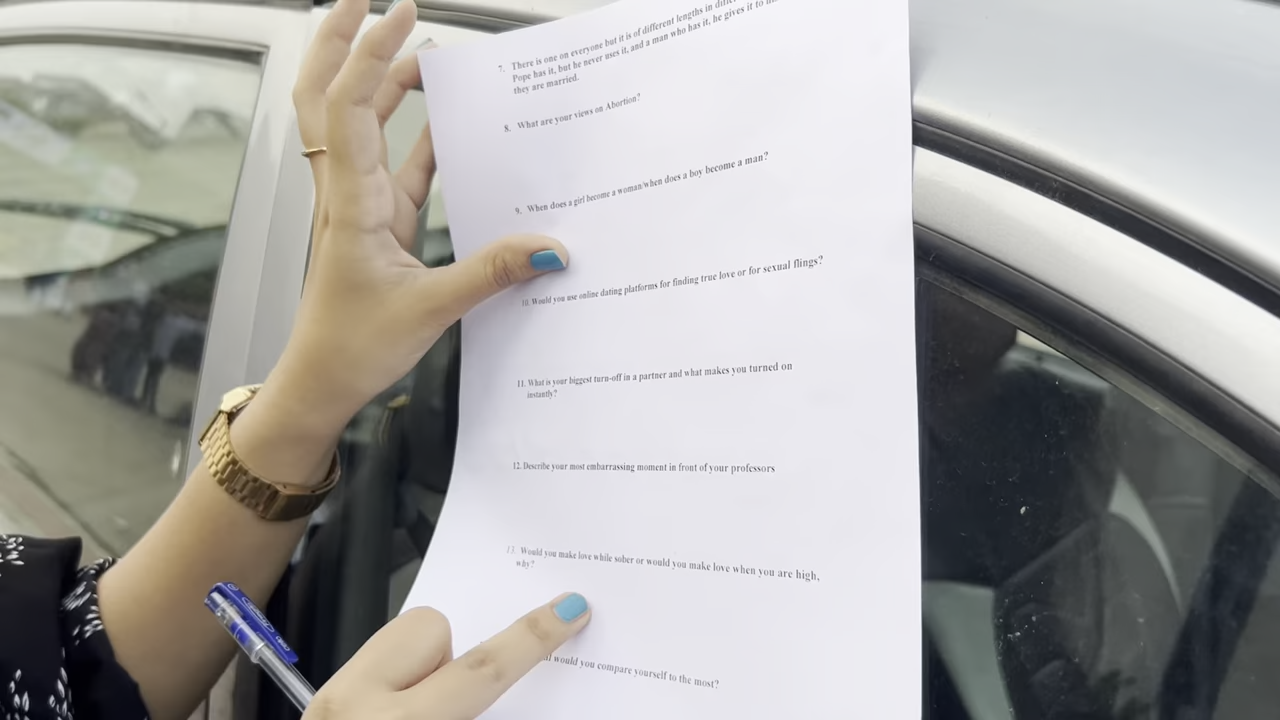 7. There is one on everyone but it is of different lengths in
Pope has it, but he never uses it, and a man who has it, he gives it to
they are married.
8. What are your views on Abortion?
9. When does a girl become a woman/when does a boy become a man?
10. Would you use online dating platforms for finding true love or for sexual flings?
11. What is your biggest turn-off in a partner and what makes you turned on
instantly?
12. Describe your most embarrassing moment in front of your professors
13. Would you make love while sober or would you make love when you are high,
why?
would you compare yourself to the most?